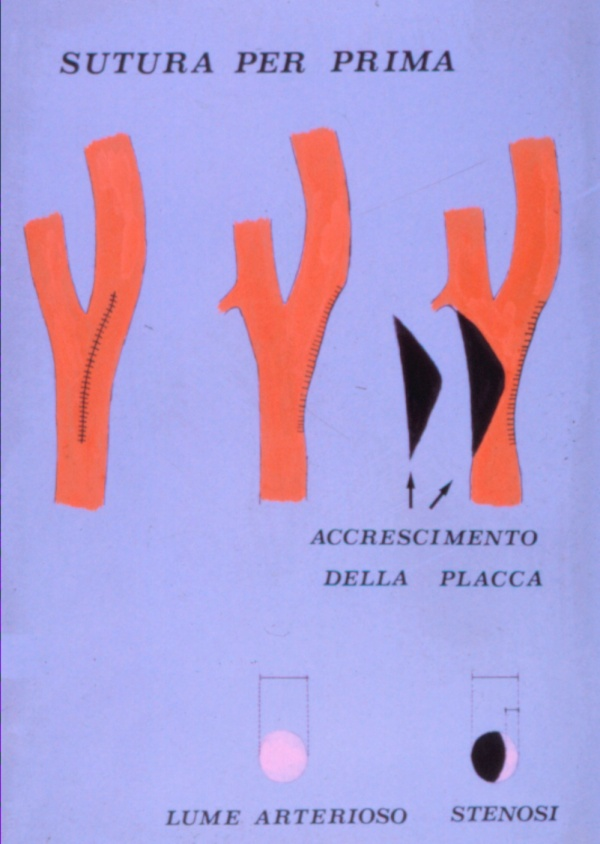 SUTURA PER PRIMA
ACCRESCIMENTO
DELLA PLACCA
LUME ARTERIOSO
STENOSI